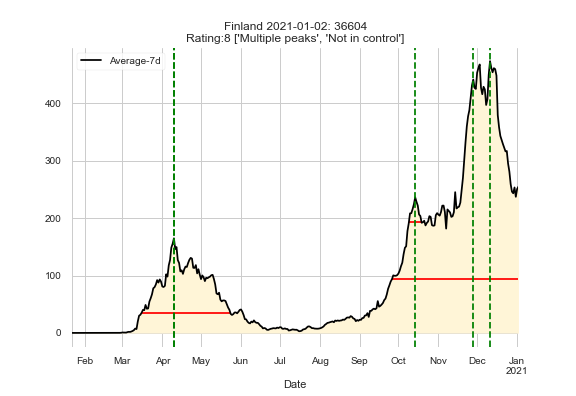 Finland 2021-01-02: 36604
Rating:8 ['Multiple peaks', 'Not in control']
Average-7d
400
300
200
100
0
Feb Mar Apr May Jun Jul Aug Sep Oct Nov Dec Jan
2021
Date